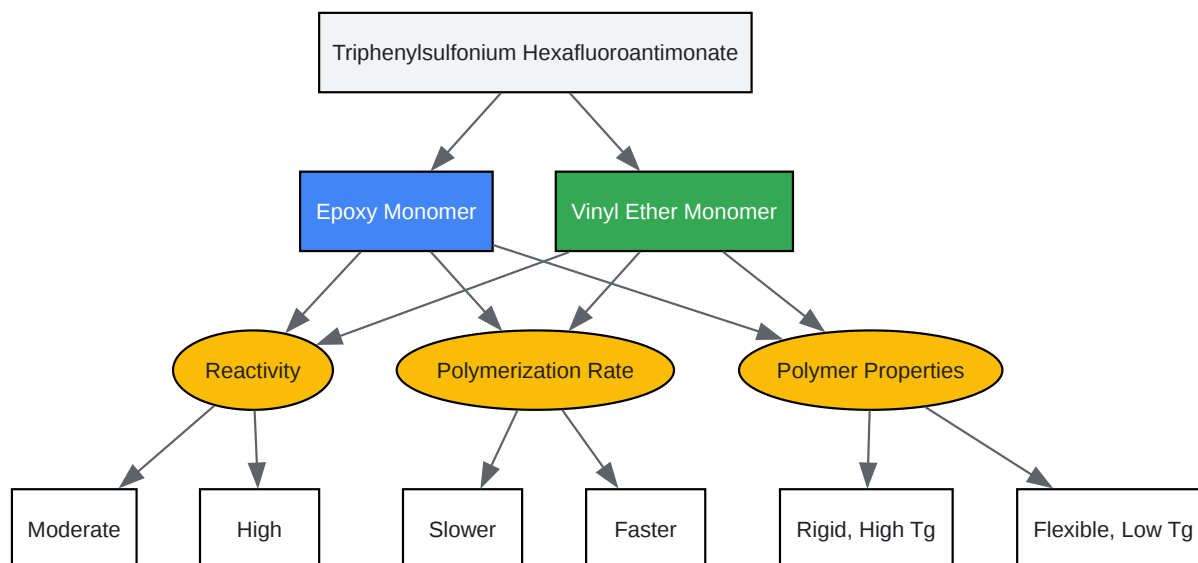 Triphenylsulfonium Hexafluoroantimonate
Epoxy Monomer
Vinyl Ether Monomer
Reactivity
Polymerization Rate
Polymer Properties
Moderate
High
Slower
Faster
Rigid, High Tg
Flexible, Low Tg